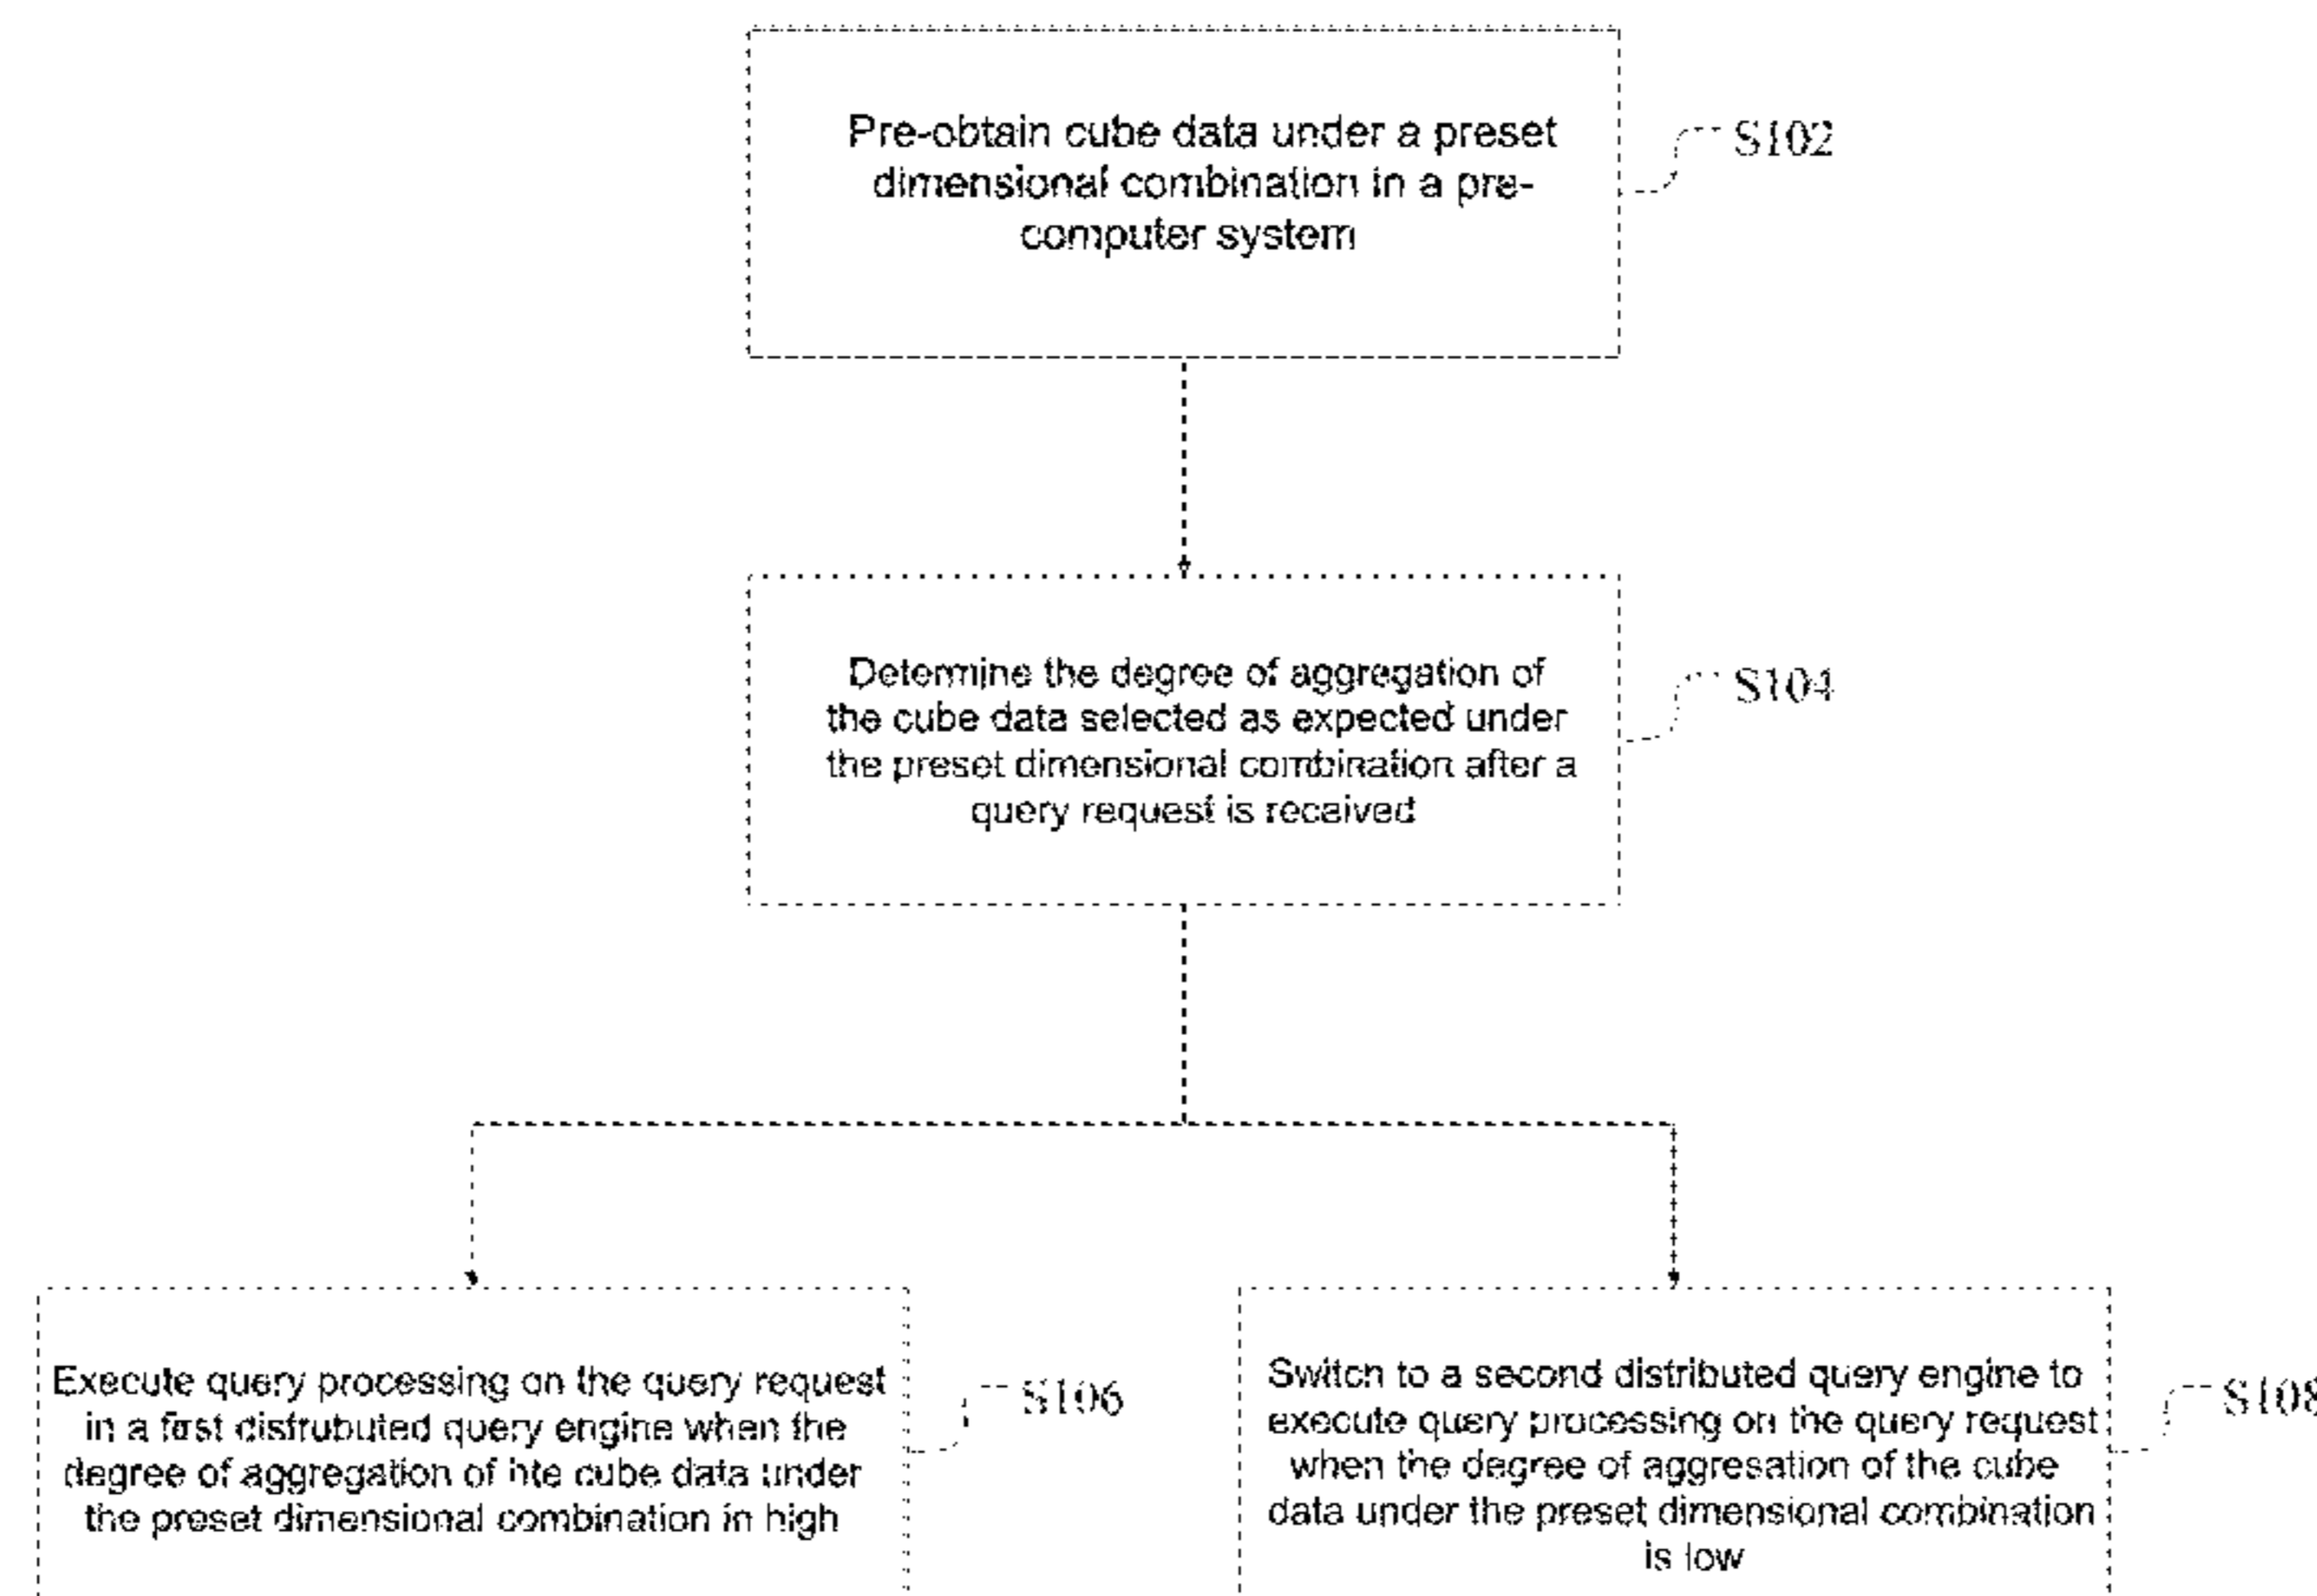 Pre-obtain cube data under a preset
dimensional combination in a pre-
computer system
S102
Determine the degree of aggregation of
the cube data selected as expected under
the preset dimensional combination after a
query request is received
S104
Execute query processing on the query request
in a first disfrubuted query engine when the
degree of aggregation of hte cube data under
the preset dimensional combination in high
S106
Switch to a second distributed query engine to
execute query processing on the query request
when the degree of aggresation of the cube
data under the preset dimensional combination
is low
S108